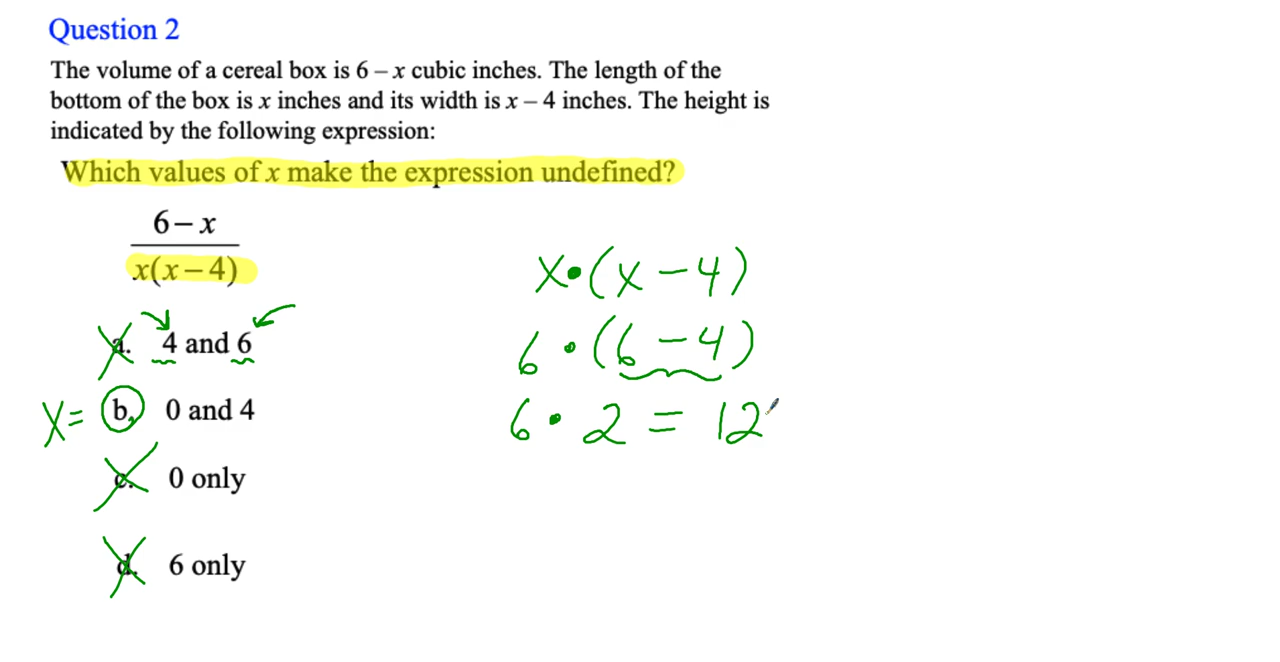 Question 2
The volume of a cereal box is 6 – x cubic inches. The length of the
bottom of the box is x inches and its width is x – 4 inches. The height is
indicated by the following expression:
Which values of x make the expression undefined?
6 – x
x(x – 4)
a. 4 and 6
x = b. 0 and 4
c. 0 only
d. 6 only
x • (x – 4)
6 • (6 – 4)
6 • 2 = 12